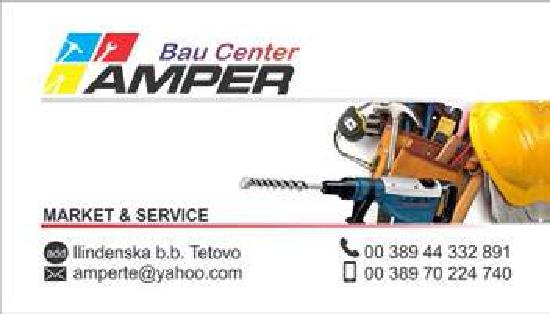 Bau Center
AMPER
MARKET & SERVICE
add Ilindenska b.b. Tetovo
amperte@yahoo.com
00 389 44 332 891
00 389 70 224 740